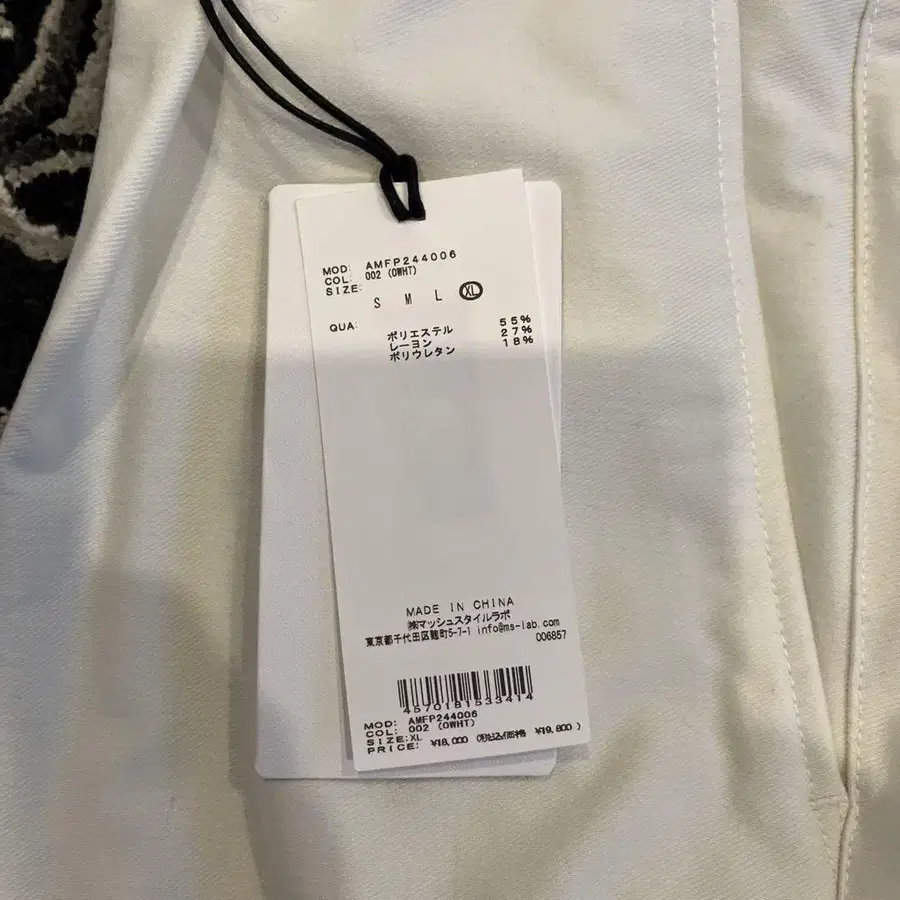 MOD: AMFP244006
COL: 002 (OWHT)
SIZE:
S M L XL
QUA:
ポリエステル 55%
レーヨン 27%
ポリウレタン 18%
MADE IN CHINA
㈱マッシュスタイルラボ
東京都千代田区麹町5-7-1 info@ms-lab.com
006857
4570181533414
MOD: AMFP244006
COL: 002 (OWHT)
SIZE:XL
PRICE: ¥18,000 (税込価格 ¥19,800)